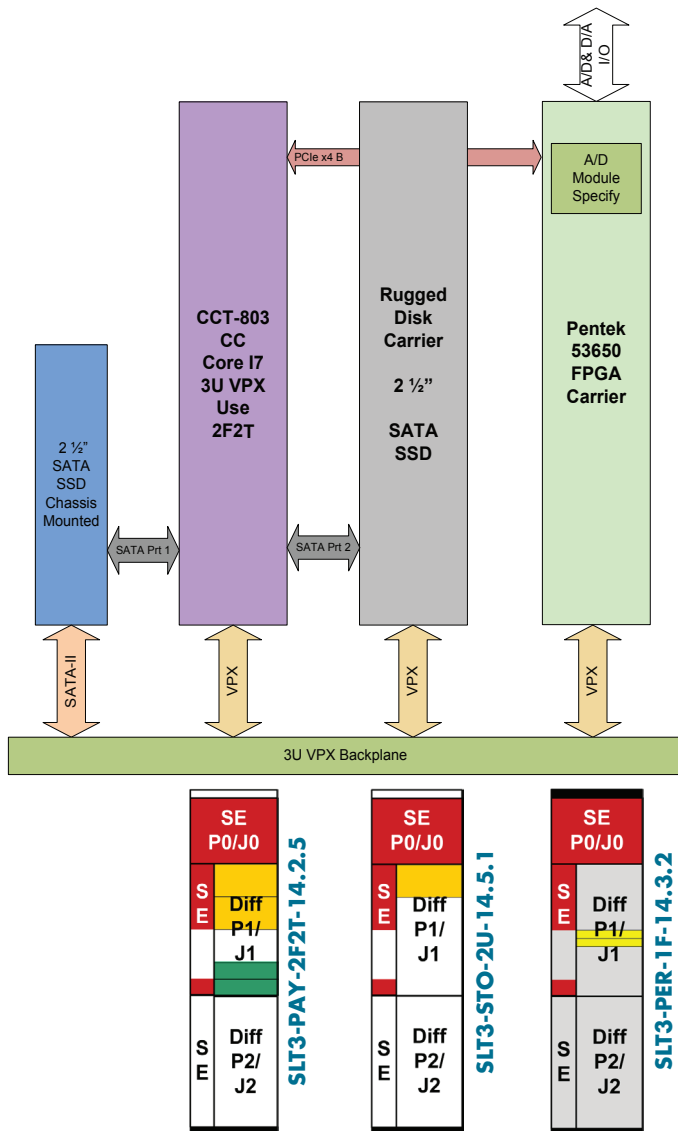 A/D& D/A
I/O
PCIe x4 B
A/D
Module
Specify
CCT-803
CC
Core I7
3U VPX
Use
2F2T
Rugged
Disk
Carrier
2 ½”
SATA
SSD
Pentek
53650
FPGA
Carrier
2 ½”
SATA
SSD
Chassis
Mounted
SATA Prt 1
SATA Prt 2
SATA-II
VPX
VPX
VPX
3U VPX Backplane
SE
P0/J0
S
E
Diff
P1/
J1
S
E
Diff
P2/
J2
SLT3-PAY-2F2T-14.2.5
SE
P0/J0
S
E
Diff
P1/
J1
S
E
Diff
P2/
J2
SLT3-STO-2U-14.5.1
SE
P0/J0
S
E
Diff
P1/
J1
S
E
Diff
P2/
J2
SLT3-PER-1F-14.3.2